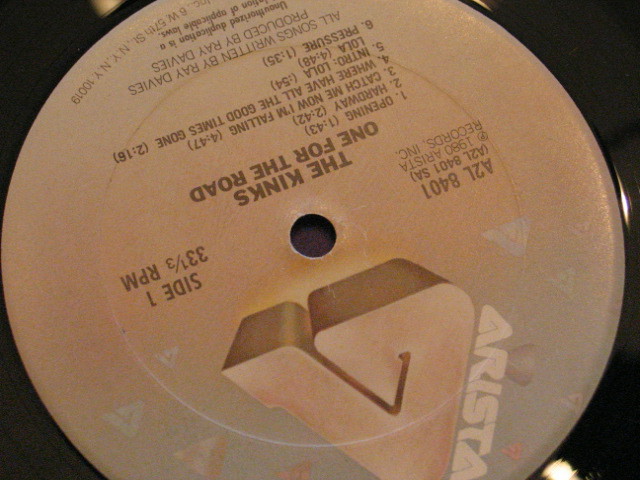 ARISTA
A2L 8401
(A2L 8401 SA)
℗ 1980 ARISTA
RECORDS, INC.
SIDE 1
33⅓ RPM
THE KINKS
ONE FOR THE ROAD
1. OPENING (1:43)
2. HARDWAY (2:42)
3. CATCH ME NOW I'M FALLING (4:47)
4. WHERE HAVE ALL THE GOOD TIMES GONE (2:16)
5. INTRO: LOLA (:54)
LOLA (4:48)
6. PRESSURE (1:35)
ALL SONGS WRITTEN BY RAY DAVIES
PRODUCED BY RAY DAVIES
Unauthorized duplication is a
of applicable laws.
Inc., 6 W 57th St., N.Y., N.Y. 10019